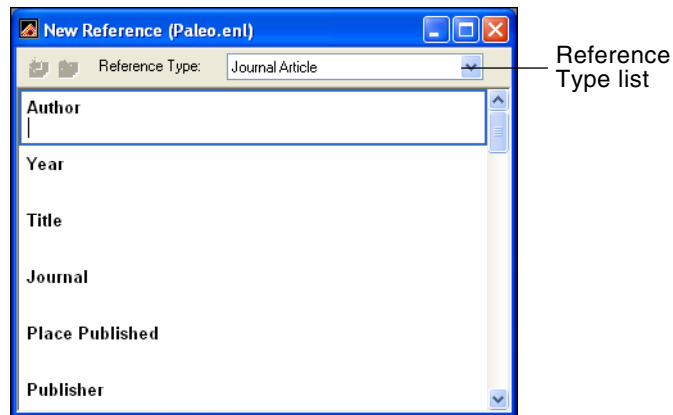 New Reference (Paleo.enl)
Reference Type: Journal Article
Reference
Type list
Author
Year
Title
Journal
Place Published
Publisher